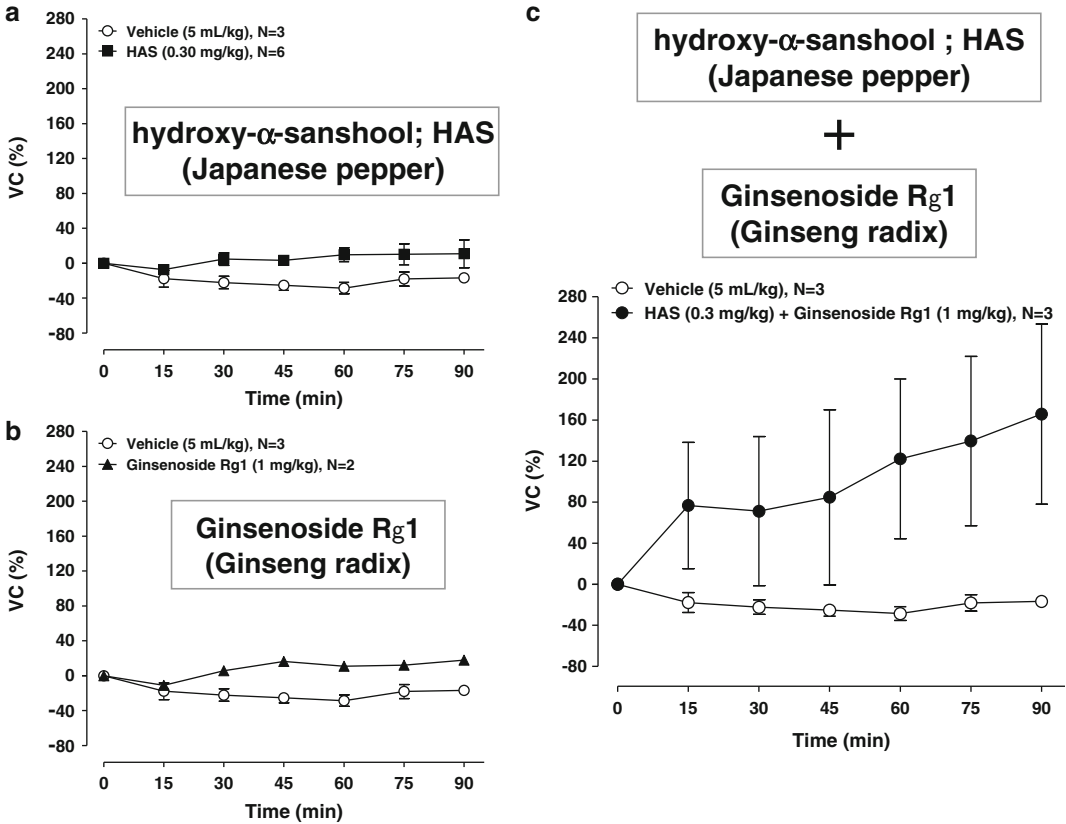 a
280
240
200
160
120
80
40
0
-40
-80
VC (%)
Vehicle (5 mL/kg), N=3
HAS (0.30 mg/kg), N=6
hydroxy-α-sanshool; HAS
(Japanese pepper)
0 15 30 45 60 75 90
Time (min)
b
280
240
200
160
120
80
40
0
-40
-80
VC (%)
Vehicle (5 mL/kg), N=3
Ginsenoside Rg1 (1 mg/kg), N=2
Ginsenoside Rg1
(Ginseng radix)
0 15 30 45 60 75 90
Time (min)
c
hydroxy-α-sanshool ; HAS
(Japanese pepper)
+
Ginsenoside Rg1
(Ginseng radix)
Vehicle (5 mL/kg), N=3
HAS (0.3 mg/kg) + Ginsenoside Rg1 (1 mg/kg), N=3
280
240
200
160
120
80
40
0
-40
-80
VC (%)
0 15 30 45 60 75 90
Time (min)